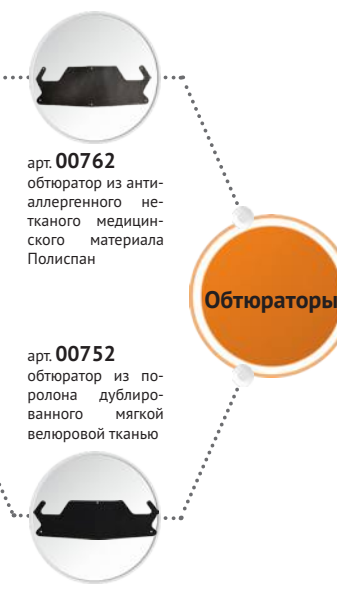 арт. 00762
обтюратор из анти-
аллергенного не-
тканого медицин-
ского материала
Полиспан
Обтюраторы
арт. 00752
обтюратор из по-
ролона дублиро-
ванного мягкой
велюровой тканью